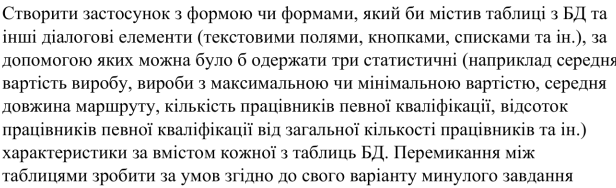 Створити застосунок з формою чи формами, який би містив таблиці з БД та
інші діалогові елементи (текстовими полями, кнопками, списками та ін.), за
допомогою яких можна було б одержати три статистичні (наприклад середня
вартість виробу, вироби з максимальною чи мінімальною вартістю, середня
довжина маршруту, кількість працівників певної кваліфікації, відсоток
працівників певної кваліфікації від загальної кількості працівників та ін.)
характеристики за вмістом кожної з таблиць БД. Перемикання між
таблицями зробити за умов згідно до свого варіанту минулого завдання